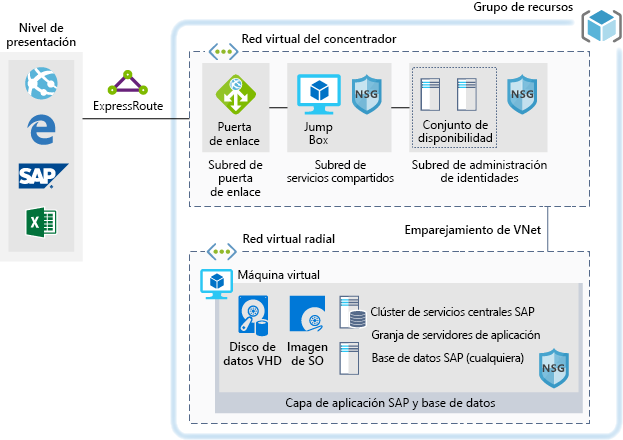 Grupo de recursos
Nivel de
presentación
SAP
ExpressRoute
Red virtual del concentrador
Puerta
de enlace
Subred de
puerta
de enlace
Jump
Box
NSG
Subred de
servicios compartidos
Conjunto de
disponibilidad
NSG
Subred de administración
de identidades
Emparejamiento de VNet
Red virtual radial
Máquina virtual
Disco de
datos VHD
Imagen
de SO
Clúster de servicios centrales SAP
Granja de servidores de aplicación
Base de datos SAP (cualquiera)
NSG
Capa de aplicación SAP y base de datos